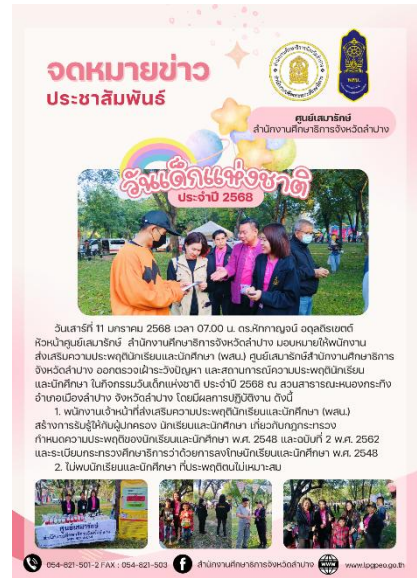 จดหมายข่าว
ประชาสัมพันธ์
พสน.
ศูนย์เสมารักษ์
สำนักงานศึกษาธิการจังหวัดลำปาง
วันเด็กแห่งชาติ
ประจำปี 2568
วันเสาร์ที่ 11 มกราคม 2568 เวลา 07.00 น. ดร.หักกาญจน์ อดุลถิรเขตต์
หัวหน้าศูนย์เสมารักษ์ สำนักงานศึกษาธิการจังหวัดลำปาง มอบหมายให้พนักงาน
ส่งเสริมความประพฤตินักเรียนและนักศึกษา (พสน.) ศูนย์เสมารักษ์สำนักงานศึกษาธิการ
จังหวัดลำปาง ออกตรวจเฝ้าระวังปัญหา และสถานการณ์ความประพฤตินักเรียน
และนักศึกษา ในกิจกรรมวันเด็กแห่งชาติ ประจำปี 2568 ณ สวนสาธารณะหนองกระทิง
อำเภอเมืองลำปาง จังหวัดลำปาง โดยมีผลการปฏิบัติงาน ดังนี้
1. พนักงานเจ้าหน้าที่ส่งเสริมความประพฤตินักเรียนและนักศึกษา (พสน.)
สร้างการรับรู้ให้กับผู้ปกครอง นักเรียนและนักศึกษา เกี่ยวกับกฎกระทรวง
กำหนดความประพฤติของนักเรียนและนักศึกษา พ.ศ. 2548 และฉบับที่ 2 พ.ศ. 2562
และระเบียบกระทรวงศึกษาธิการว่าด้วยการลงโทษนักเรียนและนักศึกษา พ.ศ. 2548
2. ไม่พบนักเรียนและนักศึกษา ที่ประพฤติตนไม่เหมาะสม
ศูนย์เสมารักษ์
054-821-501-2 FAX : 054-821-503 สำนักงานศึกษาธิการจังหวัดลำปาง www.lpgpeo.go.th